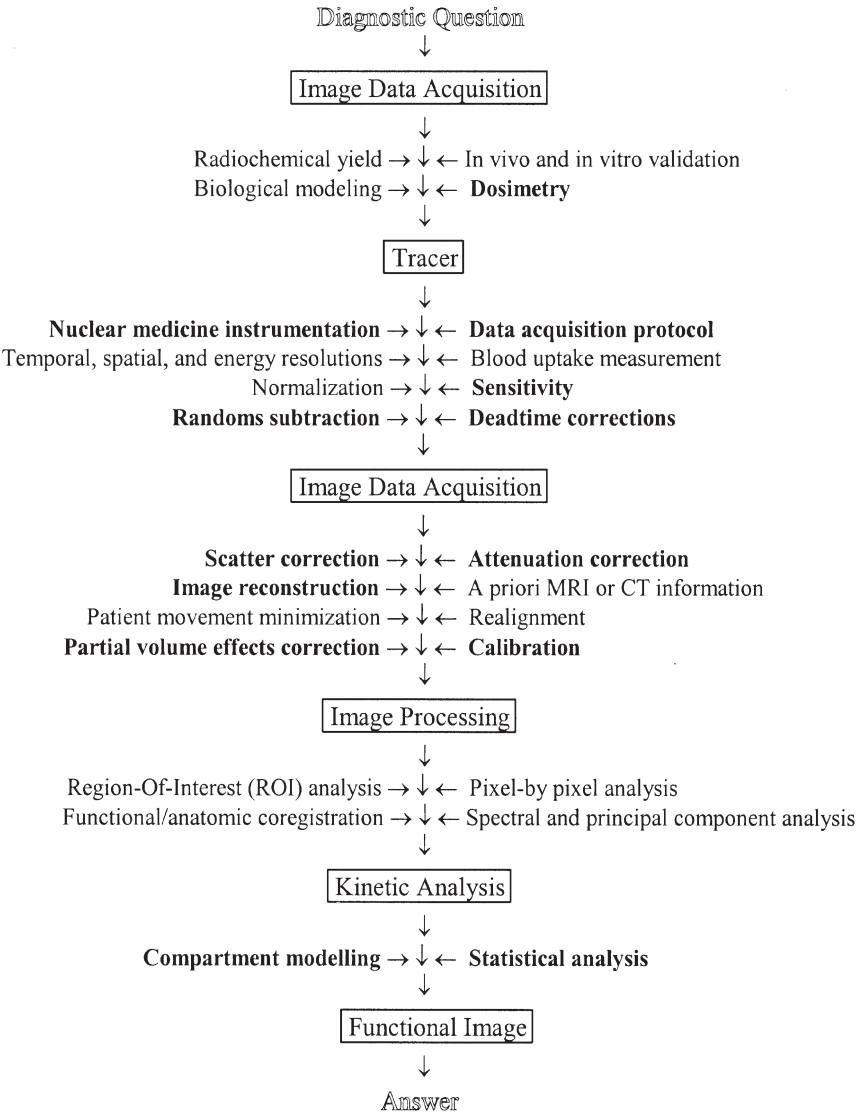 Diagnostic Question
↓
Image Data Acquisition
↓
Radiochemical yield → ↓ ← In vivo and in vitro validation
Biological modeling → ↓ ← Dosimetry
↓
Tracer
↓
Nuclear medicine instrumentation → ↓ ← Data acquisition protocol
Temporal, spatial, and energy resolutions → ↓ ← Blood uptake measurement
Normalization → ↓ ← Sensitivity
Randoms subtraction → ↓ ← Deadtime corrections
↓
Image Data Acquisition
↓
Scatter correction → ↓ ← Attenuation correction
Image reconstruction → ↓ ← A priori MRI or CT information
Patient movement minimization → ↓ ← Realignment
Partial volume effects correction → ↓ ← Calibration
↓
Image Processing
↓
Region-Of-Interest (ROI) analysis → ↓ ← Pixel-by pixel analysis
Functional/anatomic coregistration → ↓ ← Spectral and principal component analysis
↓
Kinetic Analysis
↓
Compartment modelling → ↓ ← Statistical analysis
↓
Functional Image
↓
Answer